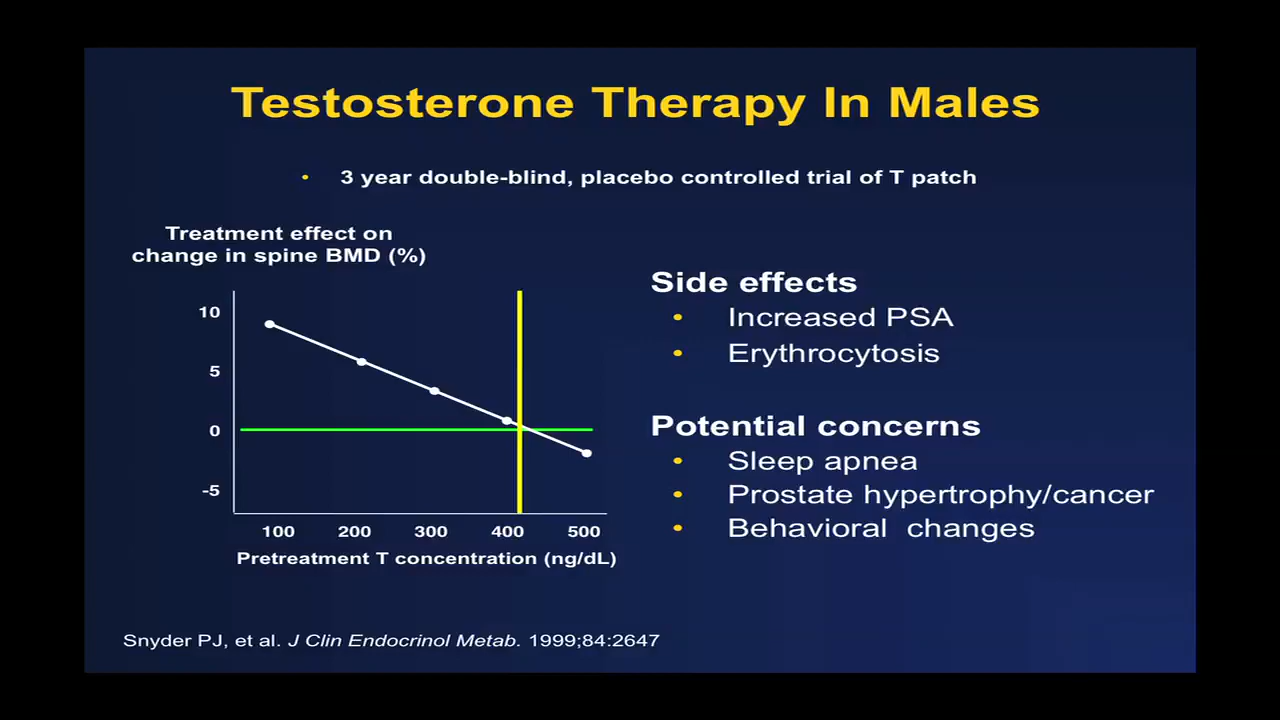 Testosterone Therapy In Males
• 3 year double-blind, placebo controlled trial of T patch
Treatment effect on
change in spine BMD (%)
10
5
0
-5
100 200 300 400 500
Pretreatment T concentration (ng/dL)
Side effects
• Increased PSA
• Erythrocytosis
Potential concerns
• Sleep apnea
• Prostate hypertrophy/cancer
• Behavioral changes
Snyder PJ, et al. J Clin Endocrinol Metab. 1999;84:2647